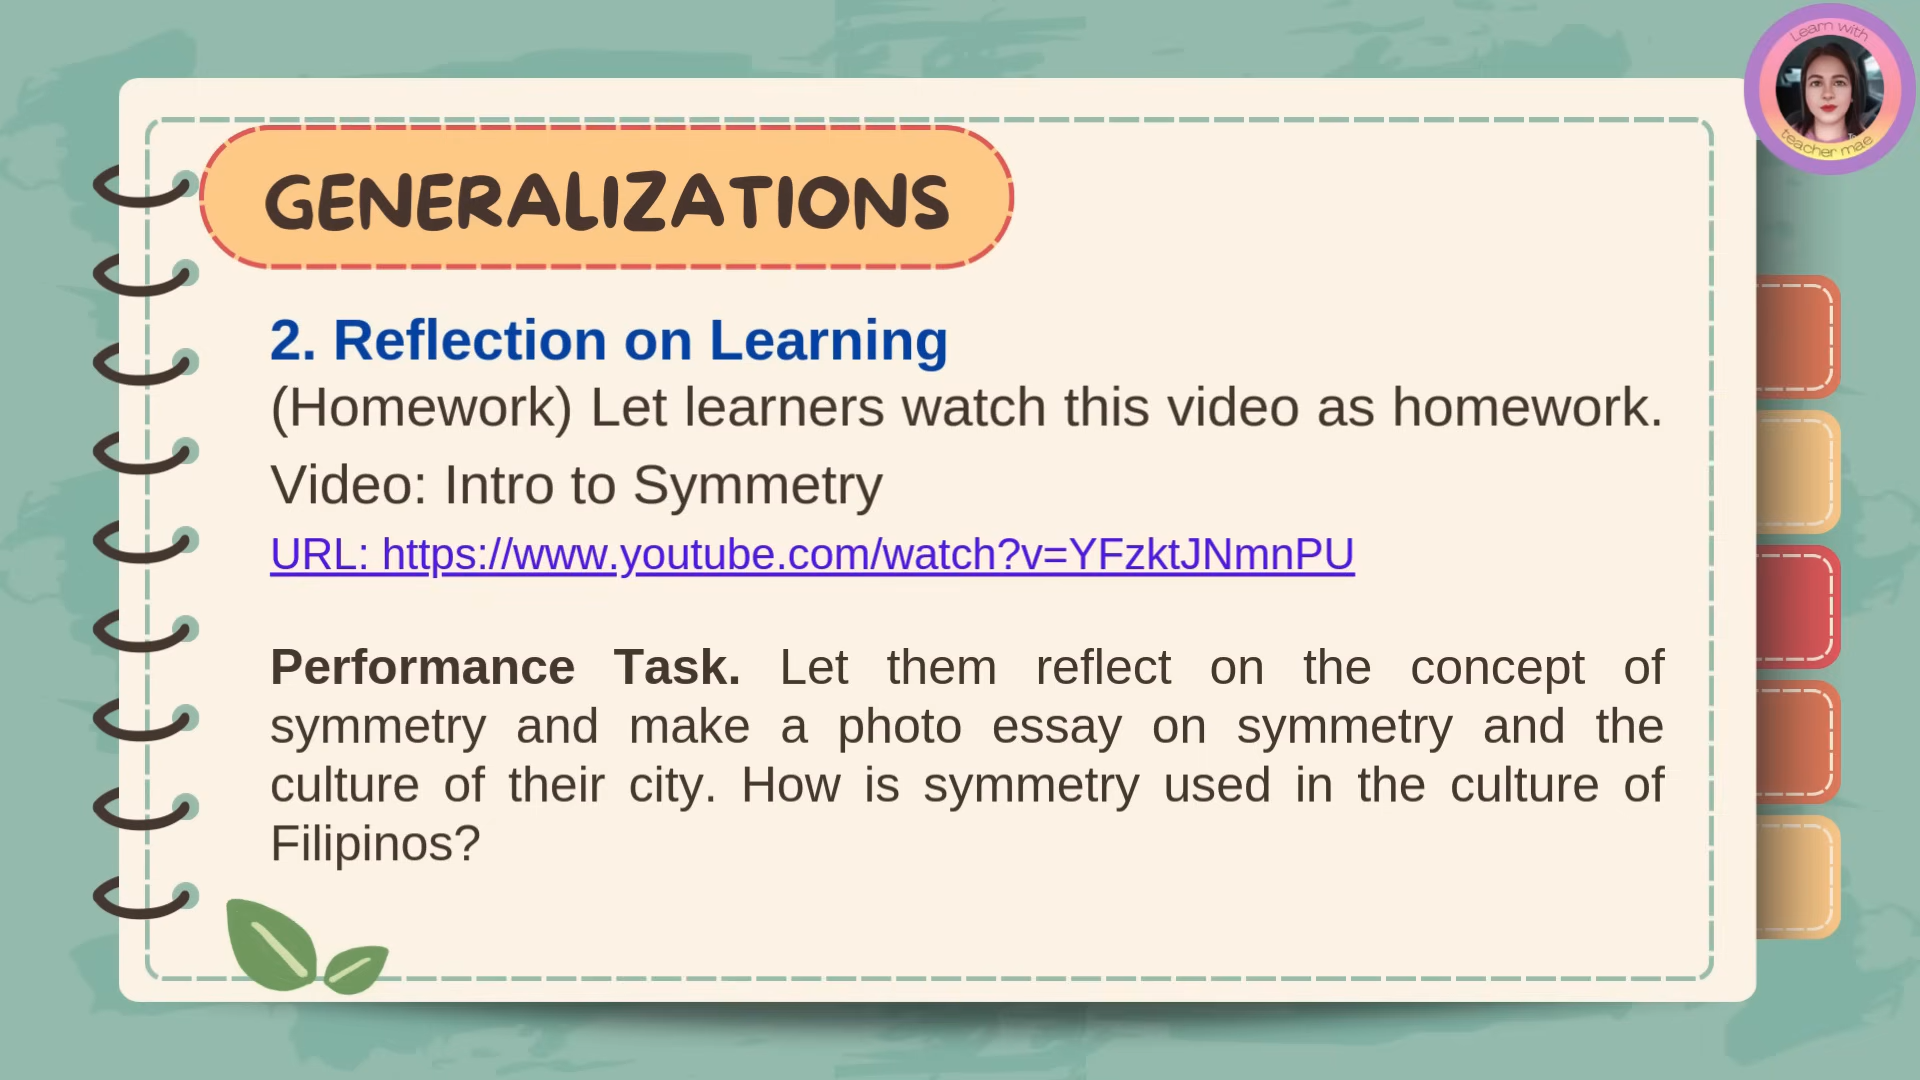 Learn with
teacher mae
GENERALIZATIONS
2. Reflection on Learning
(Homework) Let learners watch this video as homework.
Video: Intro to Symmetry
URL: https://www.youtube.com/watch?v=YFzktJNmnPU
Performance Task. Let them reflect on the concept of
symmetry and make a photo essay on symmetry and the
culture of their city. How is symmetry used in the culture of
Filipinos?